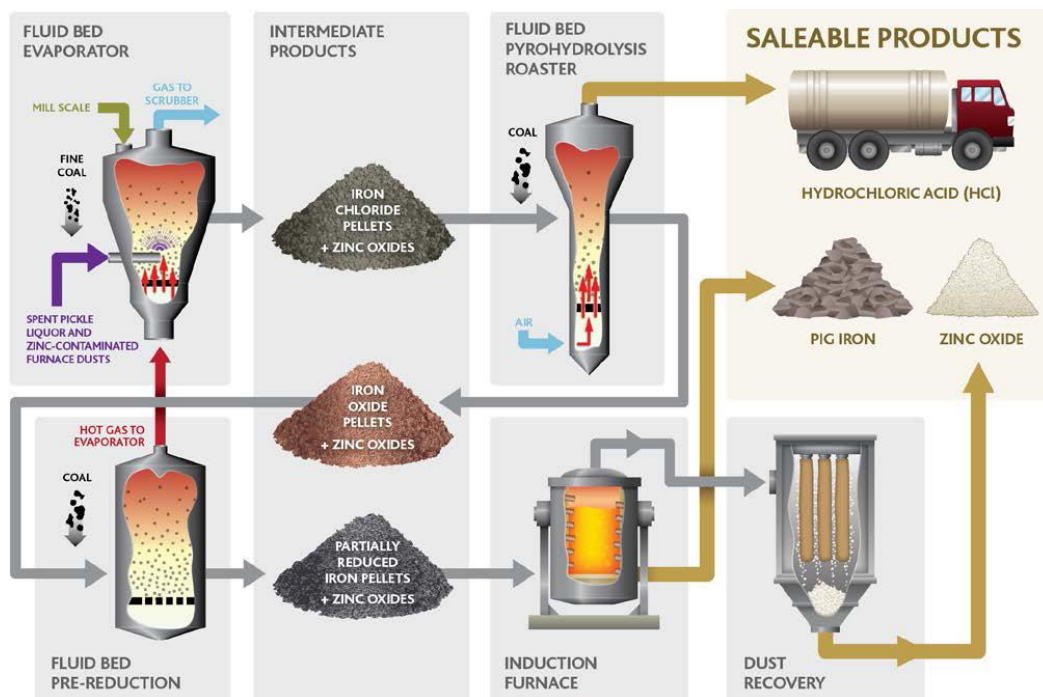 FLUID BED
EVAPORATOR
INTERMEDIATE
PRODUCTS
FLUID BED
PYROHYDROLYSIS
ROASTER
SALEABLE PRODUCTS
MILL SCALE
GAS TO
SCRUBBER
FINE
COAL
SPENT PICKLE
LIQUOR AND
ZINC-CONTAMINATED
FURNACE DUSTS
IRON
CHLORIDE
PELLETS
+ ZINC OXIDES
COAL
AIR
HYDROCHLORIC ACID (HCl)
PIG IRON
ZINC OXIDE
HOT GAS TO
EVAPORATOR
IRON
OXIDE
PELLETS
+ ZINC OXIDES
COAL
PARTIALLY
REDUCED
IRON PELLETS
+ ZINC OXIDES
FLUID BED
PRE-REDUCTION
INDUCTION
FURNACE
DUST
RECOVERY